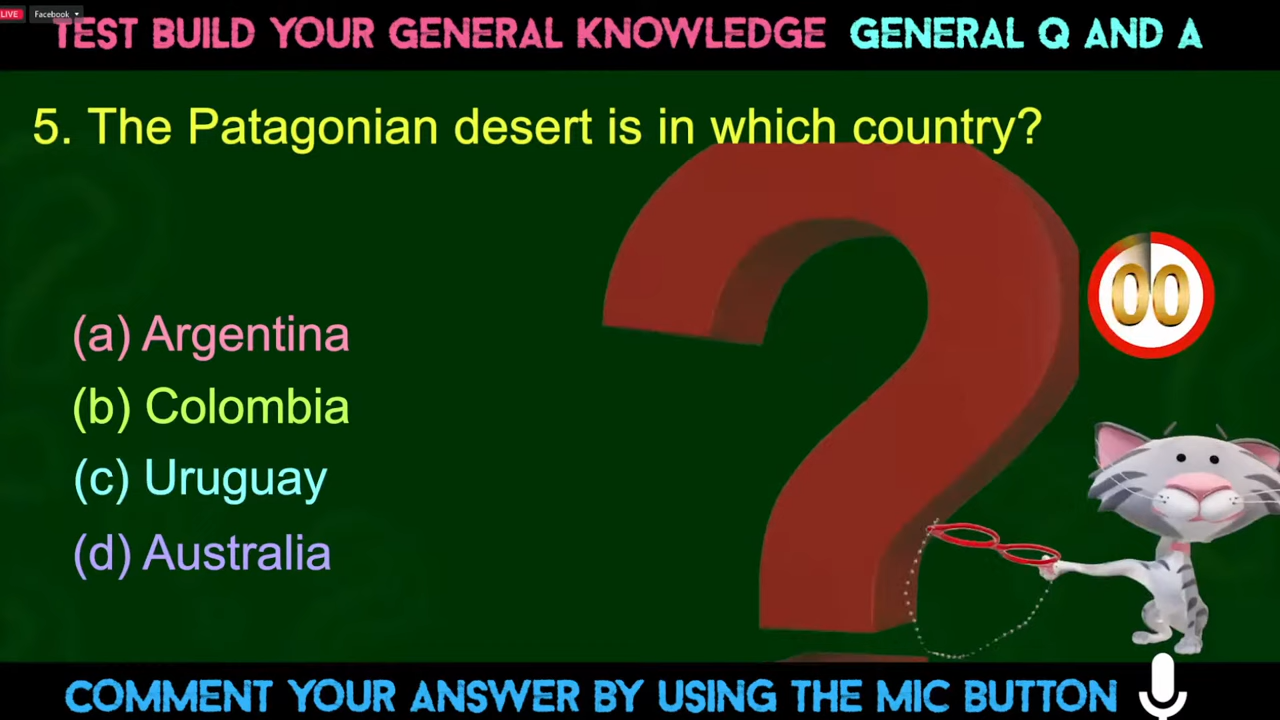 LIVE
Facebook
TEST BUILD YOUR GENERAL KNOWLEDGE GENERAL Q AND A
5. The Patagonian desert is in which country?
00
(a) Argentina
(b) Colombia
(c) Uruguay
(d) Australia
COMMENT YOUR ANSWER BY USING THE MIC BUTTON